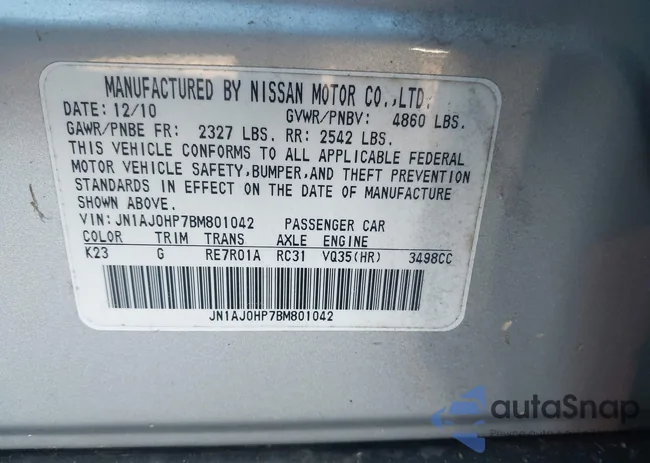 MANUFACTURED BY NISSAN MOTOR CO.,LTD.
DATE: 12/10 GVWR/PNBV: 4860 LBS.
GAWR/PNBE FR: 2327 LBS. RR: 2542 LBS.
THIS VEHICLE CONFORMS TO ALL APPLICABLE FEDERAL
MOTOR VEHICLE SAFETY,BUMPER,AND THEFT PREVENTION
STANDARDS IN EFFECT ON THE DATE OF MANUFACTURE
SHOWN ABOVE.
VIN: JN1AJ0HP7BM801042 PASSENGER CAR
COLOR TRIM TRANS AXLE ENGINE
K23 G RE7R01A RC31 VQ35(HR) 3498CC
JN1AJ0HP7BM801042
autoSnap